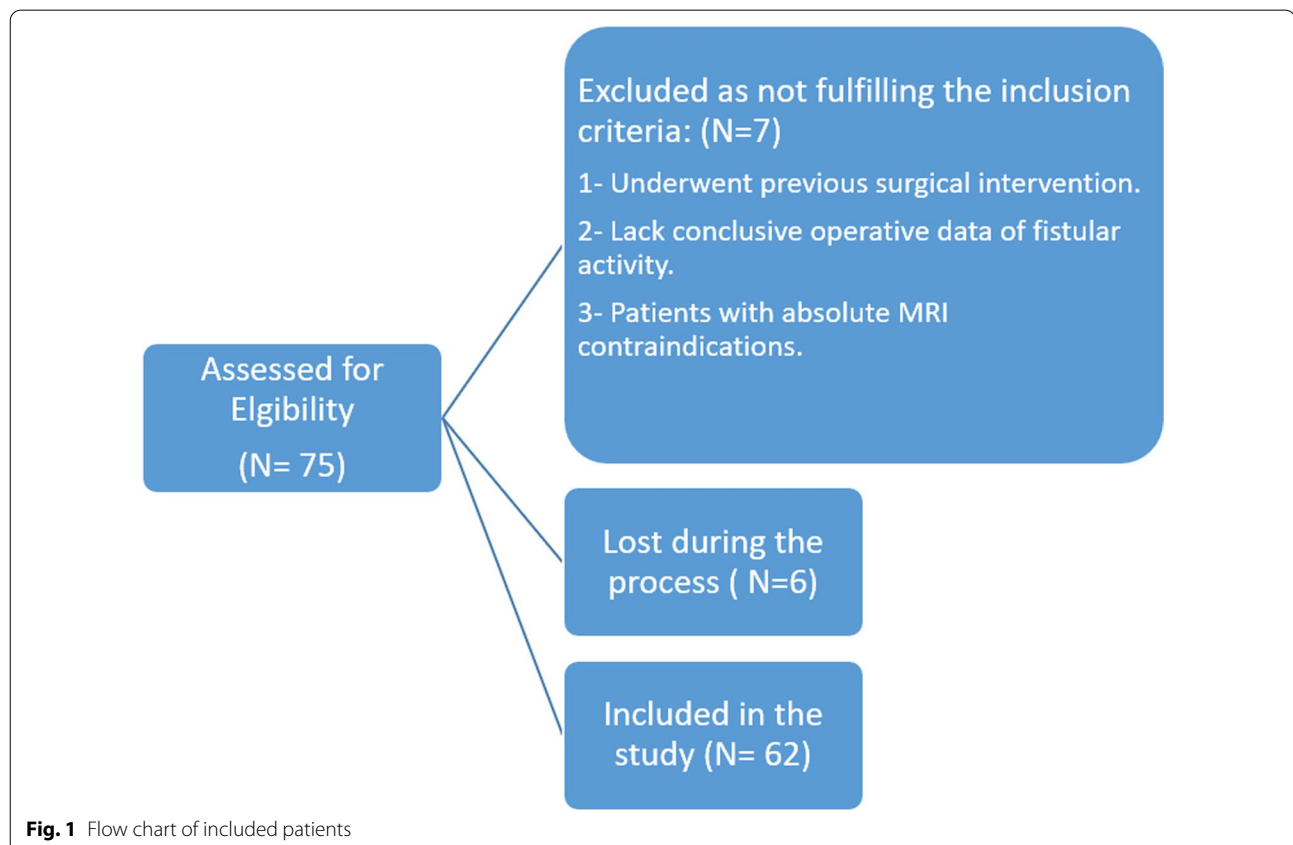 Excluded as not fulfilling the inclusion
criteria: (N=7)
1- Underwent previous surgical intervention.
2- Lack conclusive operative data of fistular
activity.
3- Patients with absolute MRI
contraindications.
Assessed for
Elgibility
(N= 75)
Lost during the
process ( N=6)
Included in the
study (N= 62)
Fig. 1 Flow chart of included patients